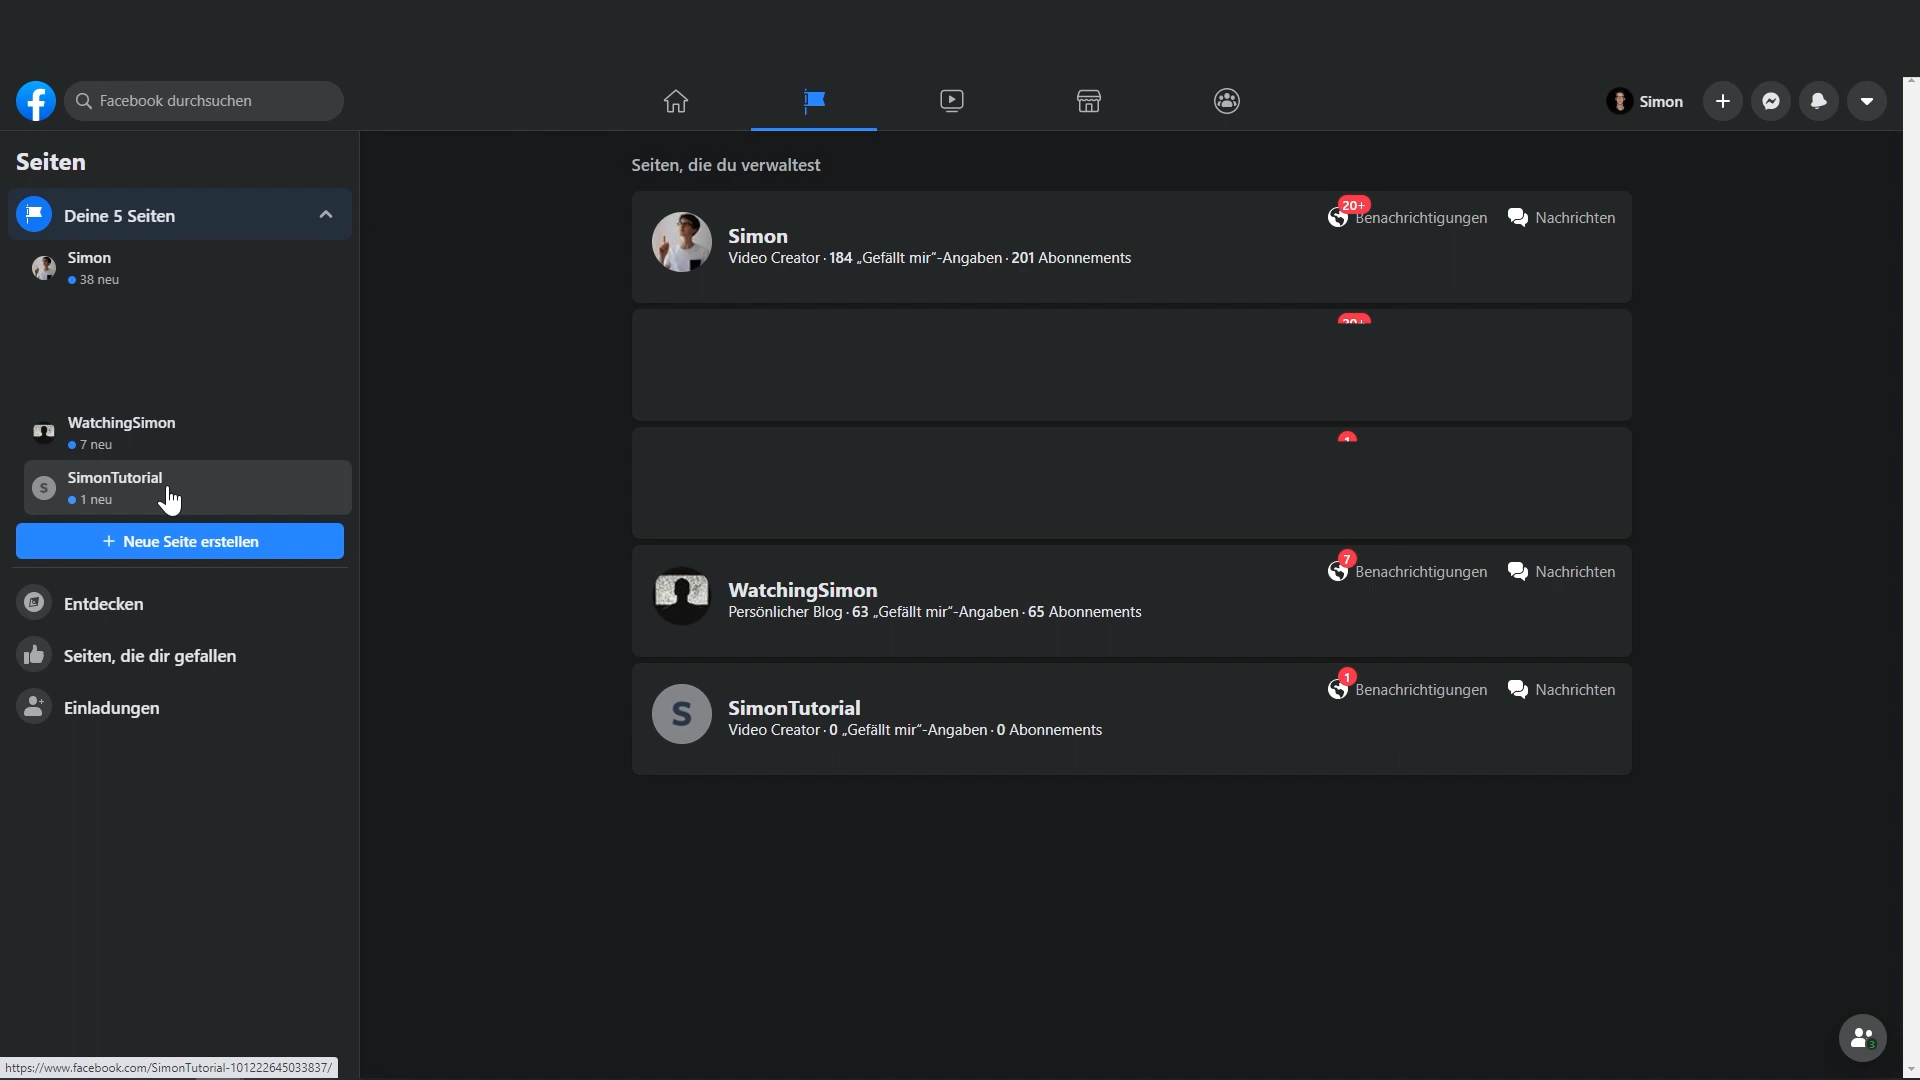 Facebook durchsuchen
Simon
Seiten
Deine 5 Seiten
Simon
38 neu
WatchingSimon
7 neu
SimonTutorial
1 neu
+ Neue Seite erstellen
Entdecken
Seiten, die dir gefallen
Einladungen
Seiten, die du verwaltest
20+
Benachrichtigungen
Nachrichten
Simon
Video Creator · 184 „Gefällt mir“-Angaben · 201 Abonnements
20+
1
7
Benachrichtigungen
Nachrichten
WatchingSimon
Persönlicher Blog · 63 „Gefällt mir“-Angaben · 65 Abonnements
1
Benachrichtigungen
Nachrichten
S
SimonTutorial
Video Creator · 0 „Gefällt mir“-Angaben · 0 Abonnements
3
https://www.facebook.com/SimonTutorial-101222645033837/